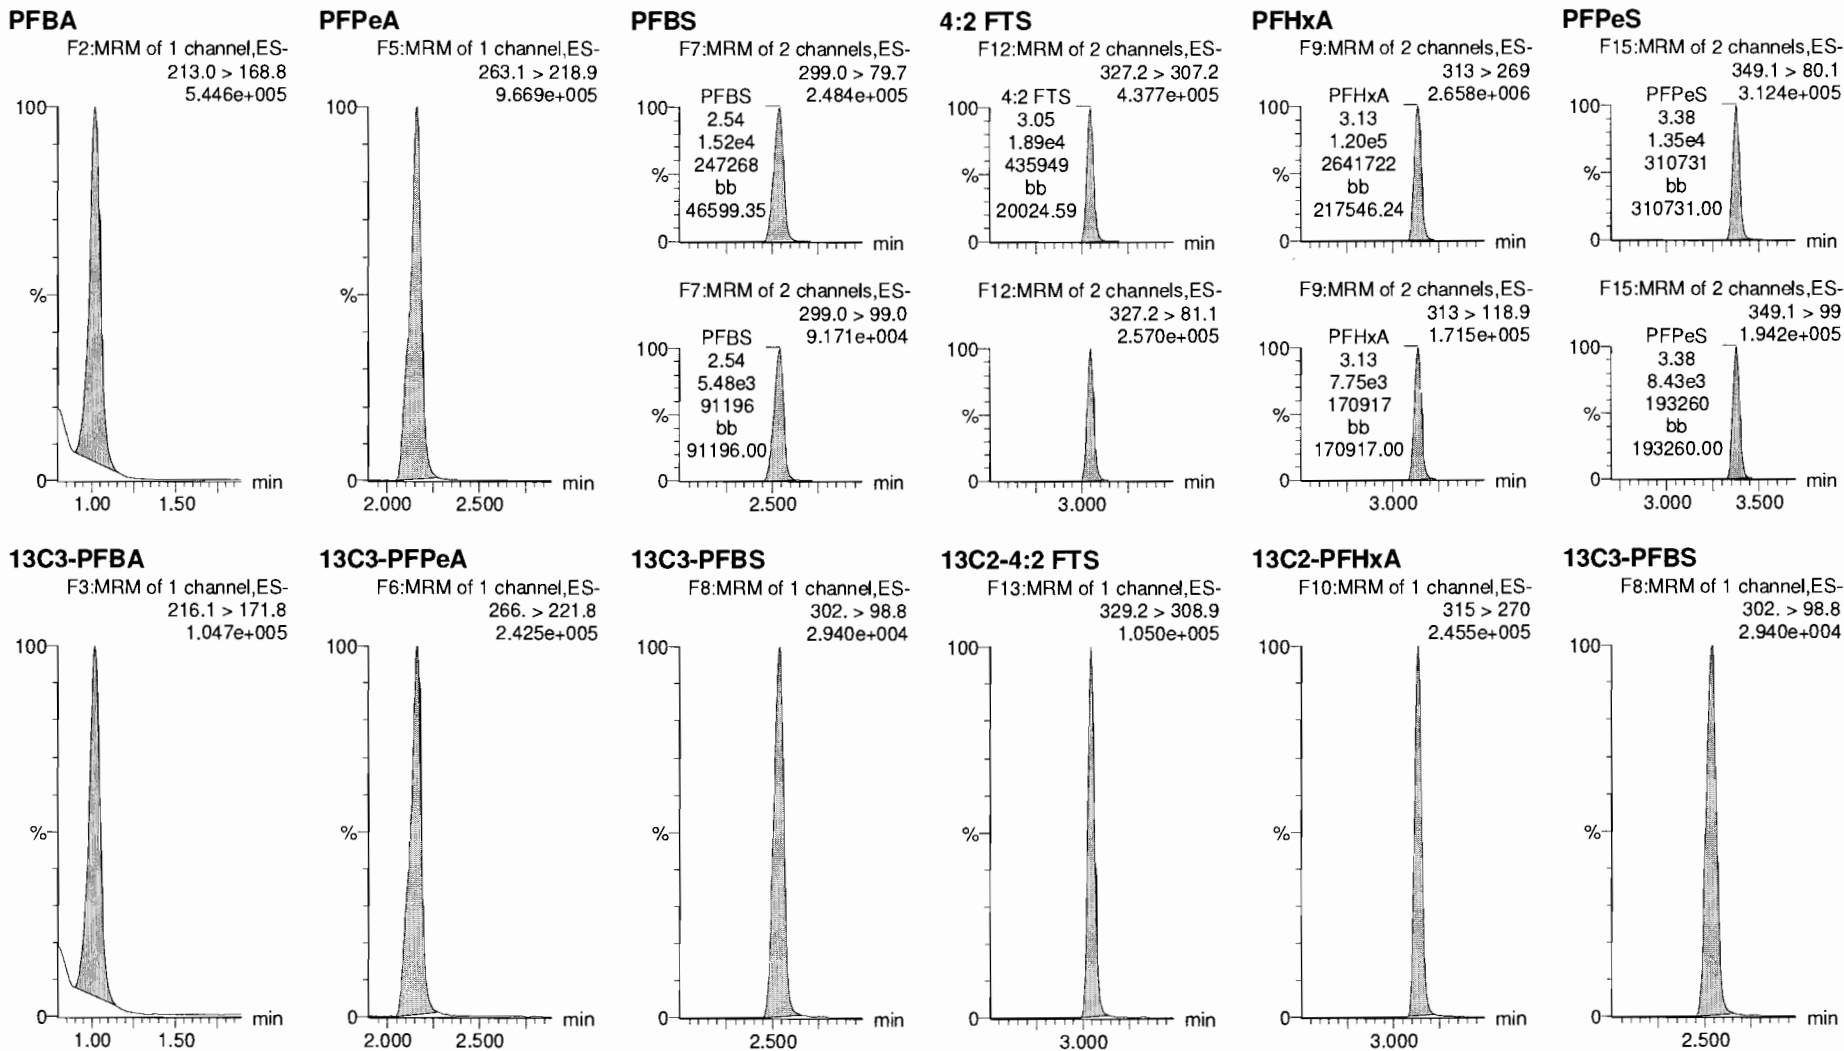 PFBA
F2:MRM of 1 channel,ES-
213.0 > 168.8
5.446e+005
100
%
0
min
1.00 1.50
PFPeA
F5:MRM of 1 channel,ES-
263.1 > 218.9
9.669e+005
100
%
0
min
2.000 2.500
PFBS
F7:MRM of 2 channels,ES-
299.0 > 79.7
2.484e+005
100
PFBS
2.54
1.52e4
247268
bb
46599.35
%
0
min
F7:MRM of 2 channels,ES-
299.0 > 99.0
9.171e+004
100
PFBS
2.54
5.48e3
91196
bb
91196.00
%
0
min
2.500
4:2 FTS
F12:MRM of 2 channels,ES-
327.2 > 307.2
4.377e+005
100
4:2 FTS
3.05
1.89e4
435949
bb
20024.59
%
0
min
F12:MRM of 2 channels,ES-
327.2 > 81.1
2.570e+005
100
%
0
min
3.000
PFHxA
F9:MRM of 2 channels,ES-
313 > 269
2.658e+006
100
PFHxA
3.13
1.20e5
2641722
bb
217546.24
%
0
min
F9:MRM of 2 channels,ES-
313 > 118.9
1.715e+005
100
PFHxA
3.13
7.75e3
170917
bb
170917.00
%
0
min
3.000
PFPeS
F15:MRM of 2 channels,ES-
349.1 > 80.1
3.124e+005
100
PFPeS
3.38
1.35e4
310731
bb
310731.00
%
0
min
F15:MRM of 2 channels,ES-
349.1 > 99
1.942e+005
100
PFPeS
3.38
8.43e3
193260
bb
193260.00
%
0
min
3.000 3.500
13C3-PFBA
F3:MRM of 1 channel,ES-
216.1 > 171.8
1.047e+005
100
%
0
min
1.00 1.50
13C3-PFPeA
F6:MRM of 1 channel,ES-
266. > 221.8
2.425e+005
100
%
0
min
2.000 2.500
13C3-PFBS
F8:MRM of 1 channel,ES-
302. > 98.8
2.940e+004
100
%
0
min
2.500
13C2-4:2 FTS
F13:MRM of 1 channel,ES-
329.2 > 308.9
1.050e+005
100
%
0
min
3.000
13C2-PFHxA
F10:MRM of 1 channel,ES-
315 > 270
2.455e+005
100
%
0
min
3.000
13C3-PFBS
F8:MRM of 1 channel,ES-
302. > 98.8
2.940e+004
100
%
0
min
2.500